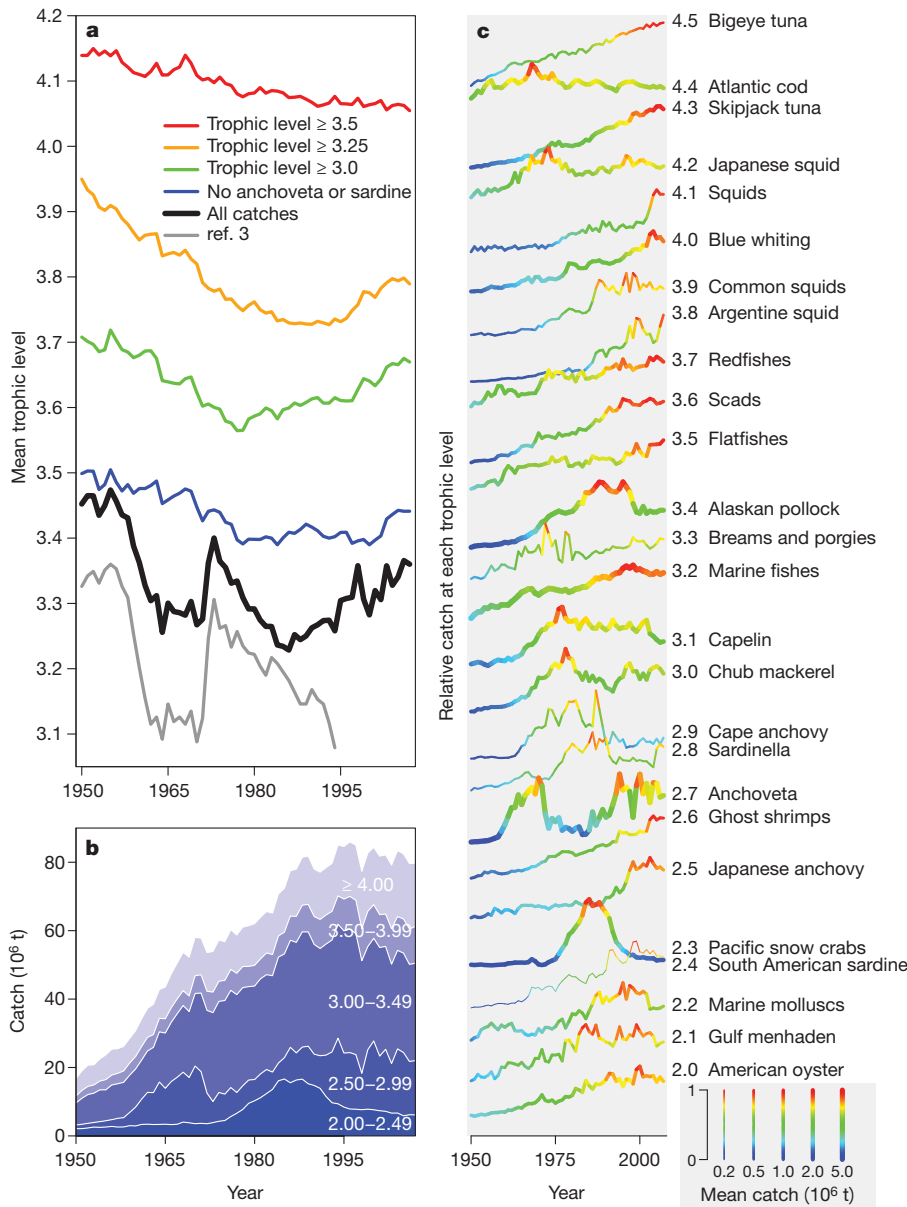 a
4.2
4.1
4.0
3.9
3.8
3.7
3.6
3.5
3.4
3.3
3.2
3.1
Mean trophic level
Trophic level ≥ 3.5
Trophic level ≥ 3.25
Trophic level ≥ 3.0
No anchoveta or sardine
All catches
ref. 3
1950 1965 1980 1995
b
80
60
40
20
0
Catch (10⁶ t)
≥ 4.00
3.50–3.99
3.00–3.49
2.50–2.99
2.00–2.49
1950 1965 1980 1995
Year
c
Relative catch at each trophic level
4.5 Bigeye tuna
4.4 Atlantic cod
4.3 Skipjack tuna
4.2 Japanese squid
4.1 Squids
4.0 Blue whiting
3.9 Common squids
3.8 Argentine squid
3.7 Redfishes
3.6 Scads
3.5 Flatfishes
3.4 Alaskan pollock
3.3 Breams and porgies
3.2 Marine fishes
3.1 Capelin
3.0 Chub mackerel
2.9 Cape anchovy
2.8 Sardinella
2.7 Anchoveta
2.6 Ghost shrimps
2.5 Japanese anchovy
2.3 Pacific snow crabs
2.4 South American sardine
2.2 Marine molluscs
2.1 Gulf menhaden
2.0 American oyster
1950 1975 2000
Year
1
0
0.2 0.5 1.0 2.0 5.0
Mean catch (10⁶ t)